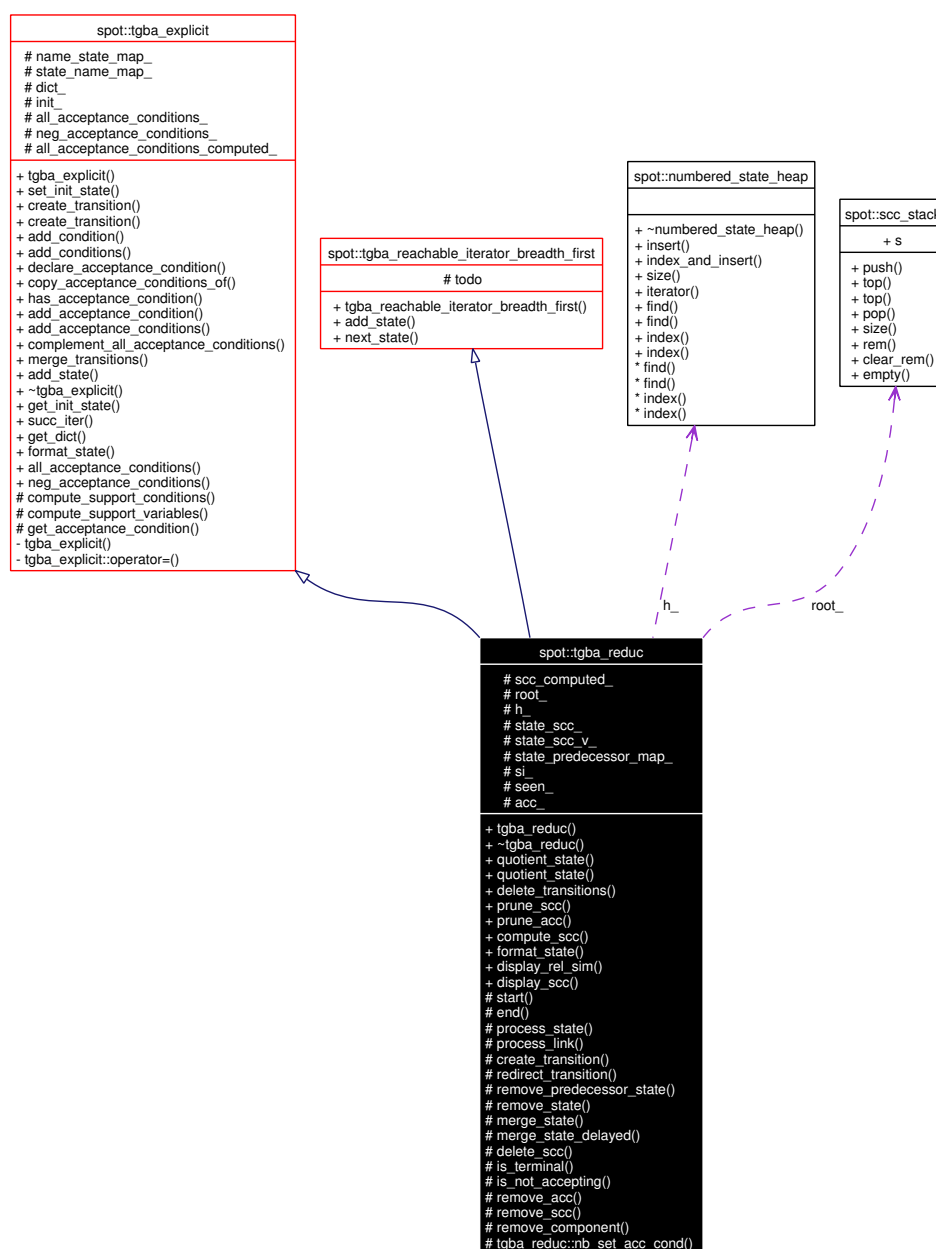 spot::tgba_explicit
# name_state_map_
# state_name_map_
# dict_
# init_
# all_acceptance_conditions_
# neg_acceptance_conditions_
# all_acceptance_conditions_computed_
+ tgba_explicit()
+ set_init_state()
+ create_transition()
+ create_transition()
+ add_condition()
+ add_conditions()
+ declare_acceptance_condition()
+ copy_acceptance_conditions_of()
+ has_acceptance_condition()
+ add_acceptance_condition()
+ add_acceptance_conditions()
+ complement_all_acceptance_conditions()
+ merge_transitions()
+ add_state()
+ ~tgba_explicit()
+ get_init_state()
+ succ_iter()
+ get_dict()
+ format_state()
+ all_acceptance_conditions()
+ neg_acceptance_conditions()
# compute_support_conditions()
# compute_support_variables()
# get_acceptance_condition()
- tgba_explicit()
- tgba_explicit::operator=()
spot::tgba_reachable_iterator_breadth_first
# todo
+ tgba_reachable_iterator_breadth_first()
+ add_state()
+ next_state()
spot::numbered_state_heap
+ ~numbered_state_heap()
+ insert()
+ index_and_insert()
+ size()
+ iterator()
+ find()
+ find()
+ index()
+ index()
* find()
* find()
* index()
* index()
spot::scc_stack
+ s
+ push()
+ top()
+ top()
+ pop()
+ size()
+ rem()
+ clear_rem()
+ empty()
h_
root_
spot::tgba_reduc
# scc_computed_
# root_
# h_
# state_scc_
# state_scc_v_
# state_predecessor_map_
# si_
# seen_
# acc_
+ tgba_reduc()
+ ~tgba_reduc()
+ quotient_state()
+ quotient_state()
+ delete_transitions()
+ prune_scc()
+ prune_acc()
+ compute_scc()
+ format_state()
+ display_rel_sim()
+ display_scc()
# start()
# end()
# process_state()
# process_link()
# create_transition()
# redirect_transition()
# remove_predecessor_state()
# remove_state()
# merge_state()
# merge_state_delayed()
# delete_scc()
# is_terminal()
# is_not_accepting()
# remove_acc()
# remove_scc()
# remove_component()
# tgba_reduc::nb_set_acc_cond()